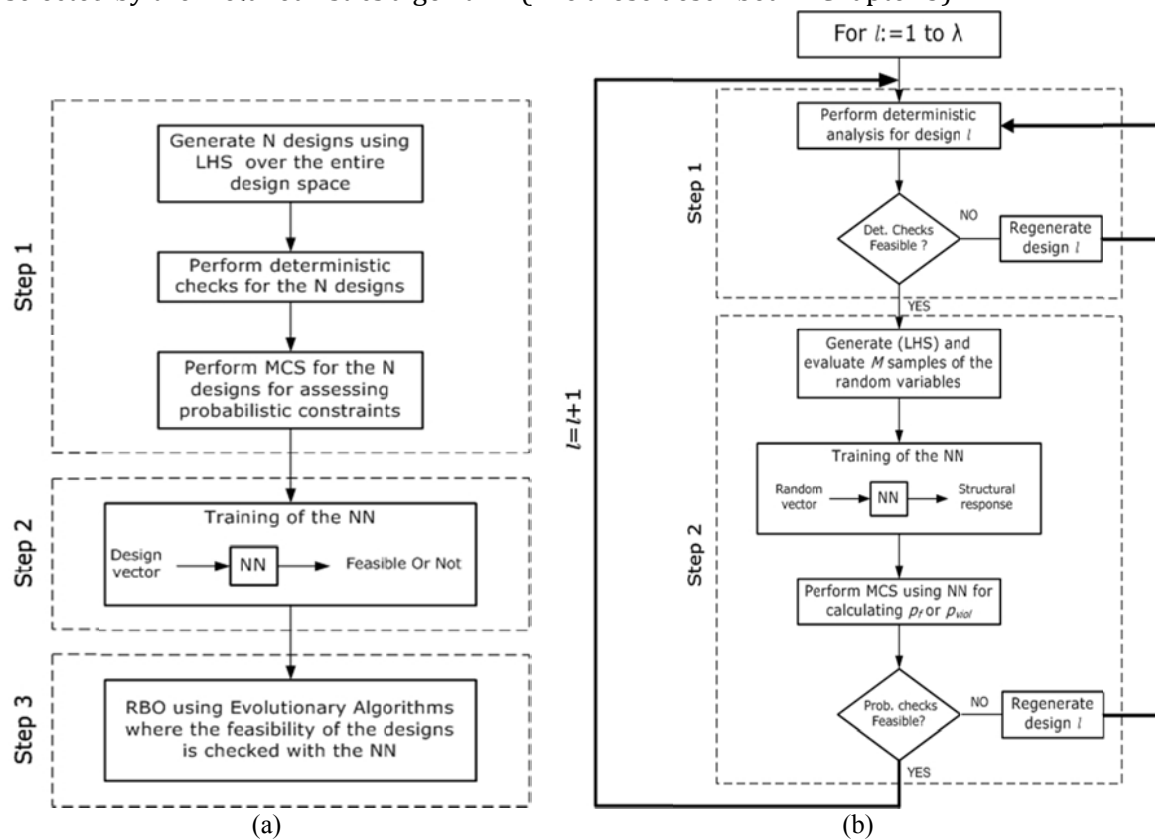 selected by the
Step 1
Generate N designs using
LHS over the entire
design space
Perform deterministic
checks for the N designs
Perform MCS for the N
designs for assessing
probabilistic constraints
Step 2
Training of the NN
Design
vector
NN
Feasible Or Not
Step 3
RBO using Evolutionary Algorithms
where the feasibility of the designs
is checked with the NN
(a)
For l:=1 to λ
l=l+1
Step 1
Perform deterministic
analysis for design l
Det. Checks
Feasible ?
NO
Regenerate
design l
YES
Step 2
Generate (LHS) and
evaluate M samples of the
random variables
Training of the NN
Random
vector
NN
Structural
response
Perform MCS using NN for
calculating pf or pviol
Prob. checks
Feasible?
NO
Regenerate
design l
YES
(b)